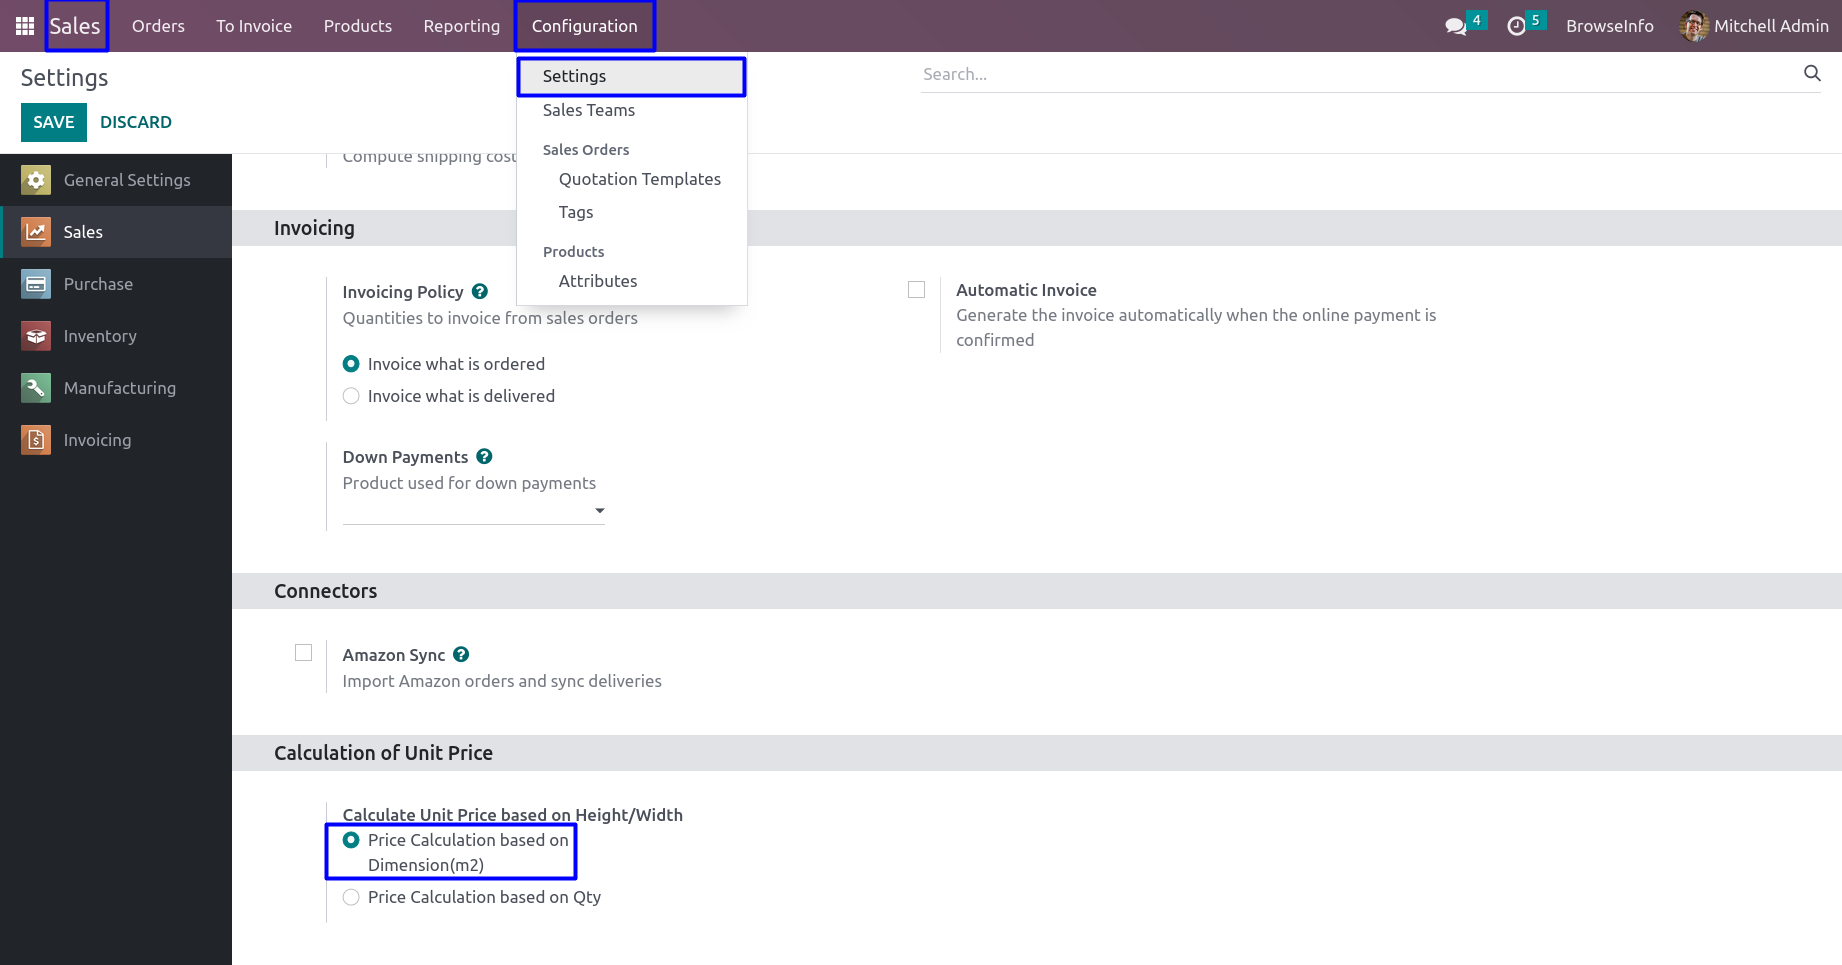 Sales Orders To Invoice Products Reporting Configuration 4 5 BrowseInfo Mitchell Admin
Settings
Search...
SAVE DISCARD
Settings
Sales Teams
Sales Orders
Quotation Templates
Tags
Products
Attributes
General Settings
Sales
Purchase
Inventory
Manufacturing
Invoicing
Compute shipping cost
Invoicing
Invoicing Policy
Quantities to invoice from sales orders
Invoice what is ordered
Invoice what is delivered
Automatic Invoice
Generate the invoice automatically when the online payment is
confirmed
Down Payments
Product used for down payments
Connectors
Amazon Sync
Import Amazon orders and sync deliveries
Calculation of Unit Price
Calculate Unit Price based on Height/Width
Price Calculation based on
Dimension(m2)
Price Calculation based on Qty